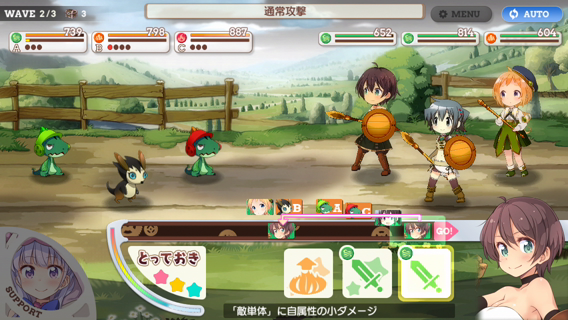 WAVE 2/3
3
通常攻撃
MENU
AUTO
739
798
887
652
814
604
A
B
C
B
A
C
GO!
とっておき
SUPPORT
「敵単体」に自属性の小ダメージ